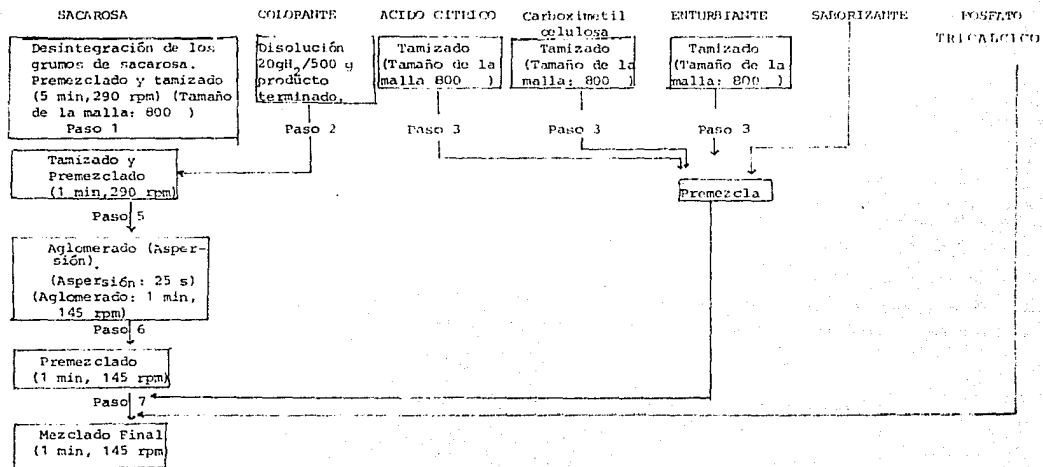 SACAROSA
Desintegración de los
grumos de sacarosa.
Premezclado y tamizado
(5 min,290 rpm) (Tamaño
de la malla: 800 )
Paso 1
COLOPANTE
Disolución
20gH₂/500 g
producto
terminado.
Paso 2
ACIDO CITRICO
Tamizado
(Tamaño de la
malla 800 )
Paso 3
Carboximetil
celulosa
Tamizado
(Tamaño de la
malla: 800 )
Paso 3
ENTURBIANTE
Tamizado
(Tamaño de la
malla: 800 )
Paso 3
SABORIZANTE
FOSFATO
TRICALCICO
Tamizado y
Premezclado
(1 min,290 rpm)
Premezcla
Paso 5
Aglomerado (Asper-
sión).
(Aspersión: 25 s)
(Aglomerado: 1 min,
145 rpm)
Paso 6
Premezclado
(1 min, 145 rpm)
Paso 7
Mezclado Final
(1 min, 145 rpm)